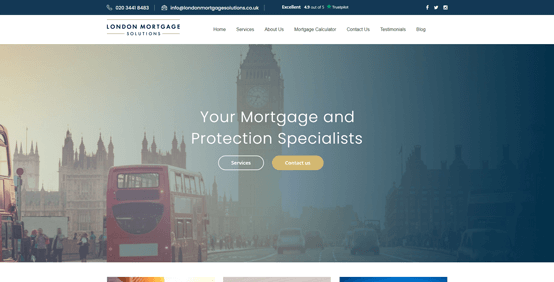 020 3441 8483 info@londonmortgagesolutions.co.uk Excellent 4.9 out of 5 Trustpilot
LONDON MORTGAGE
SOLUTIONS
Home Services About Us Mortgage Calculator Contact Us Testimonials Blog
Your Mortgage and
Protection Specialists
Services Contact us